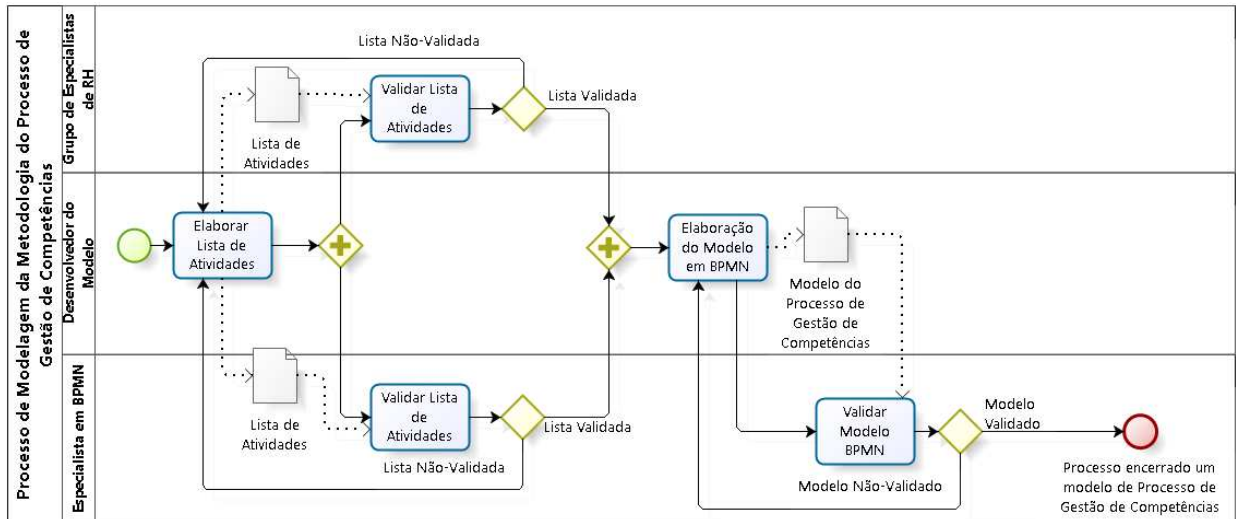 Processo de Modelagem da Metodologia do Processo de
Gestão de Competências
Grupo de Especialistas
de RH
Lista Não-Validada
Lista de
Atividades
Validar Lista
de
Atividades
Lista Validada
Desenvolvedor do
Modelo
Elaborar
Lista de
Atividades
Elaboração
do Modelo
em BPMN
Modelo do
Processo de
Gestão de
Competências
Especialista em BPMN
Lista de
Atividades
Validar Lista
de
Atividades
Lista Validada
Lista Não-Validada
Validar
Modelo
BPMN
Modelo
Validado
Modelo Não-Validado
Processo encerrado um
modelo de Processo de
Gestão de Competências